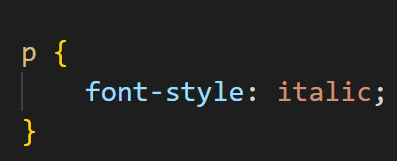 p {
    font-style: italic;
}